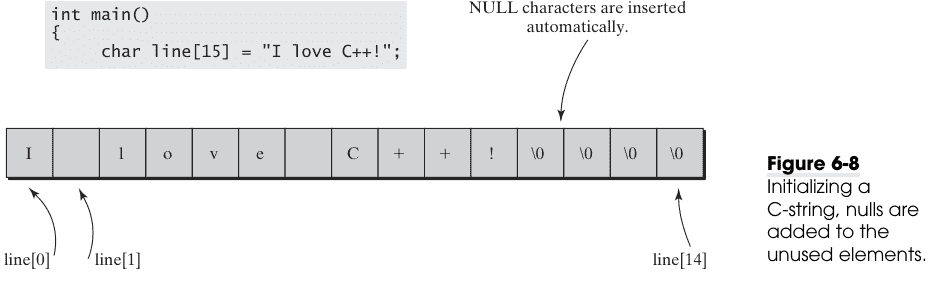 int main()
{
char line[15] = "I love C++!";
NULL characters are inserted
automatically.
I l o v e C + + ! \0 \0 \0 \0
line[0] line[1] line[14]
Figure 6-8
Initializing a
C-string, nulls are
added to the
unused elements.